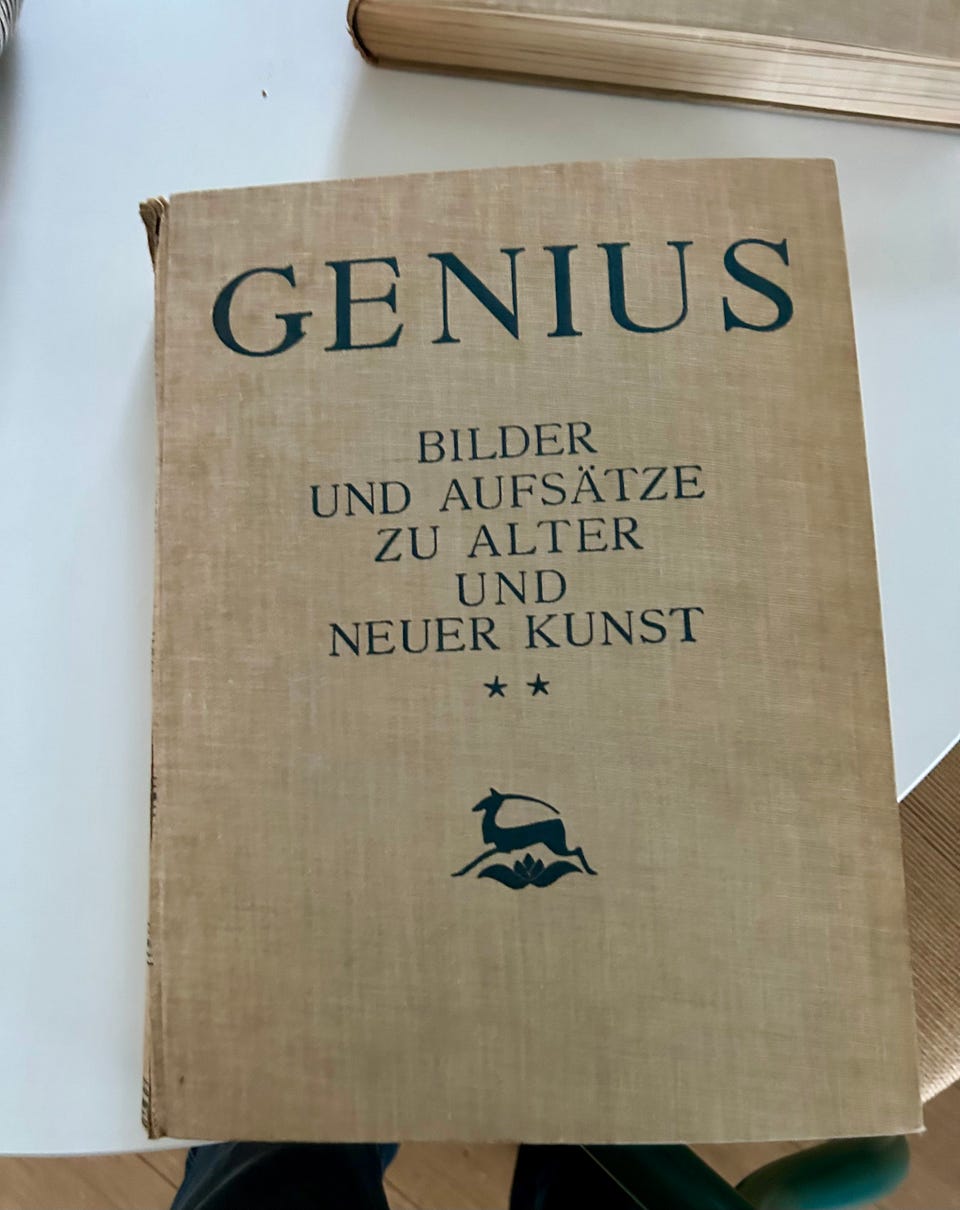 GENIUS
BILDER
UND AUFSÄTZE
ZU ALTER
UND
NEUER KUNST